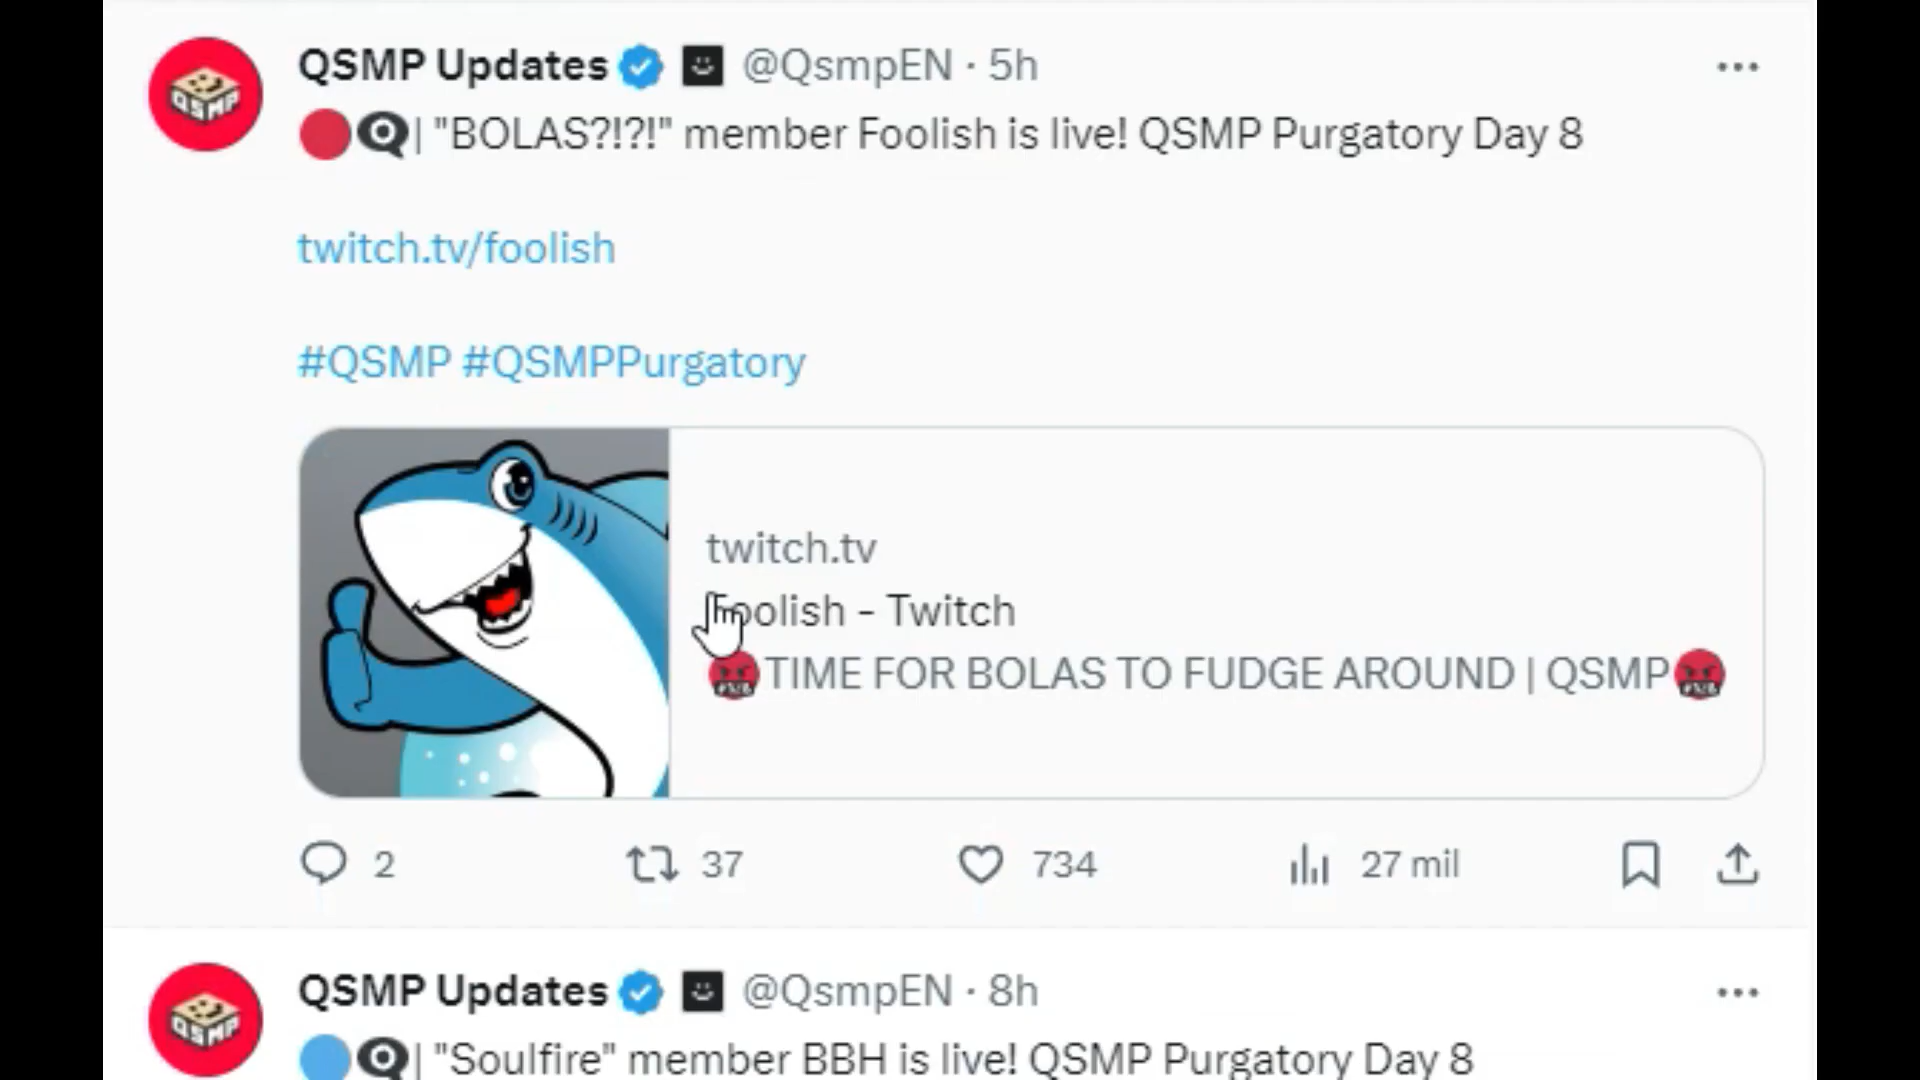 QSMP Updates @QsmpEN · 5h
| "BOLAS?!?!" member Foolish is live! QSMP Purgatory Day 8
twitch.tv/foolish
#QSMP #QSMPPurgatory
twitch.tv
Foolish - Twitch
TIME FOR BOLAS TO FUDGE AROUND | QSMP
2 37 734 27 mil
QSMP Updates @QsmpEN · 8h
| "Soulfire" member BBH is live! QSMP Purgatory Day 8